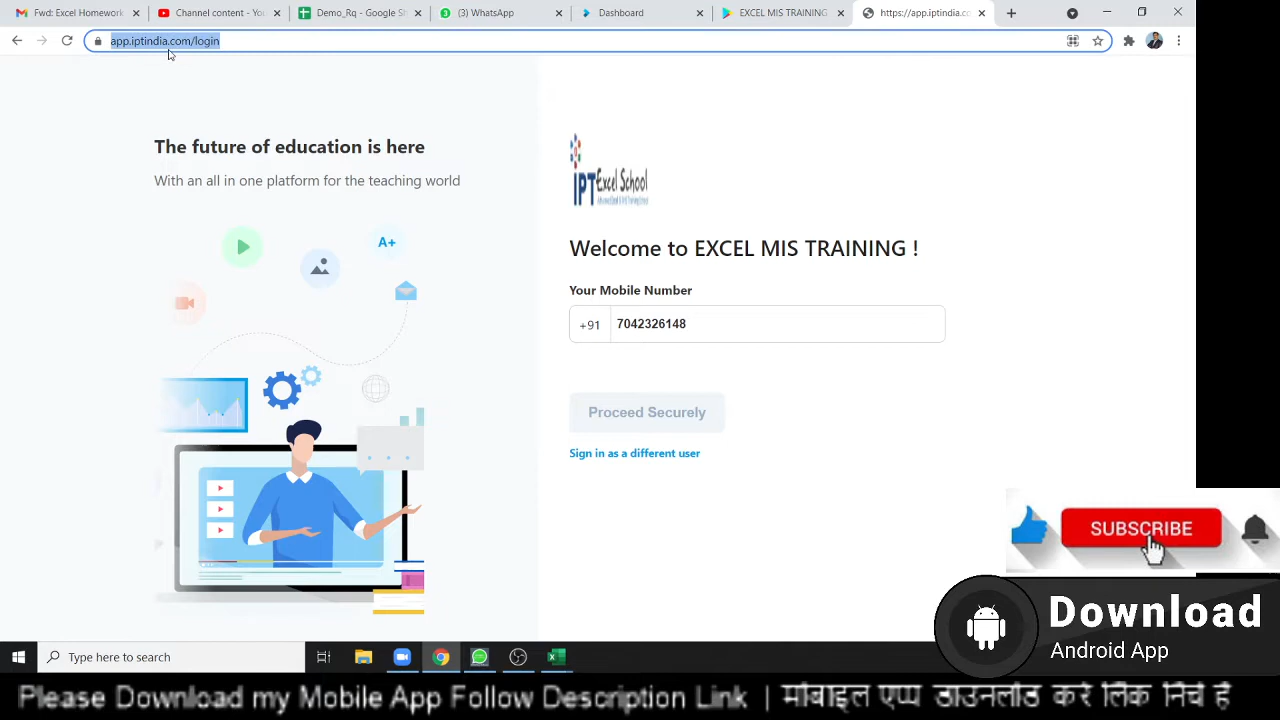 Fwd: Excel Homework
Channel content - You
Demo_Rq - Google Sh
(3) WhatsApp
Dashboard
EXCEL MIS TRAINING
https://app.iptindia.co
app.iptindia.com/login
The future of education is here
With an all in one platform for the teaching world
A+
IPT Excel School
Welcome to EXCEL MIS TRAINING !
Your Mobile Number
+91 7042326148
Proceed Securely
Sign in as a different user
SUBSCRIBE
Download
Android App
Type here to search
Please Download my Mobile App Follow Description Link | मोबाइल एप्प डाउनलोड करे लिंक निचे है